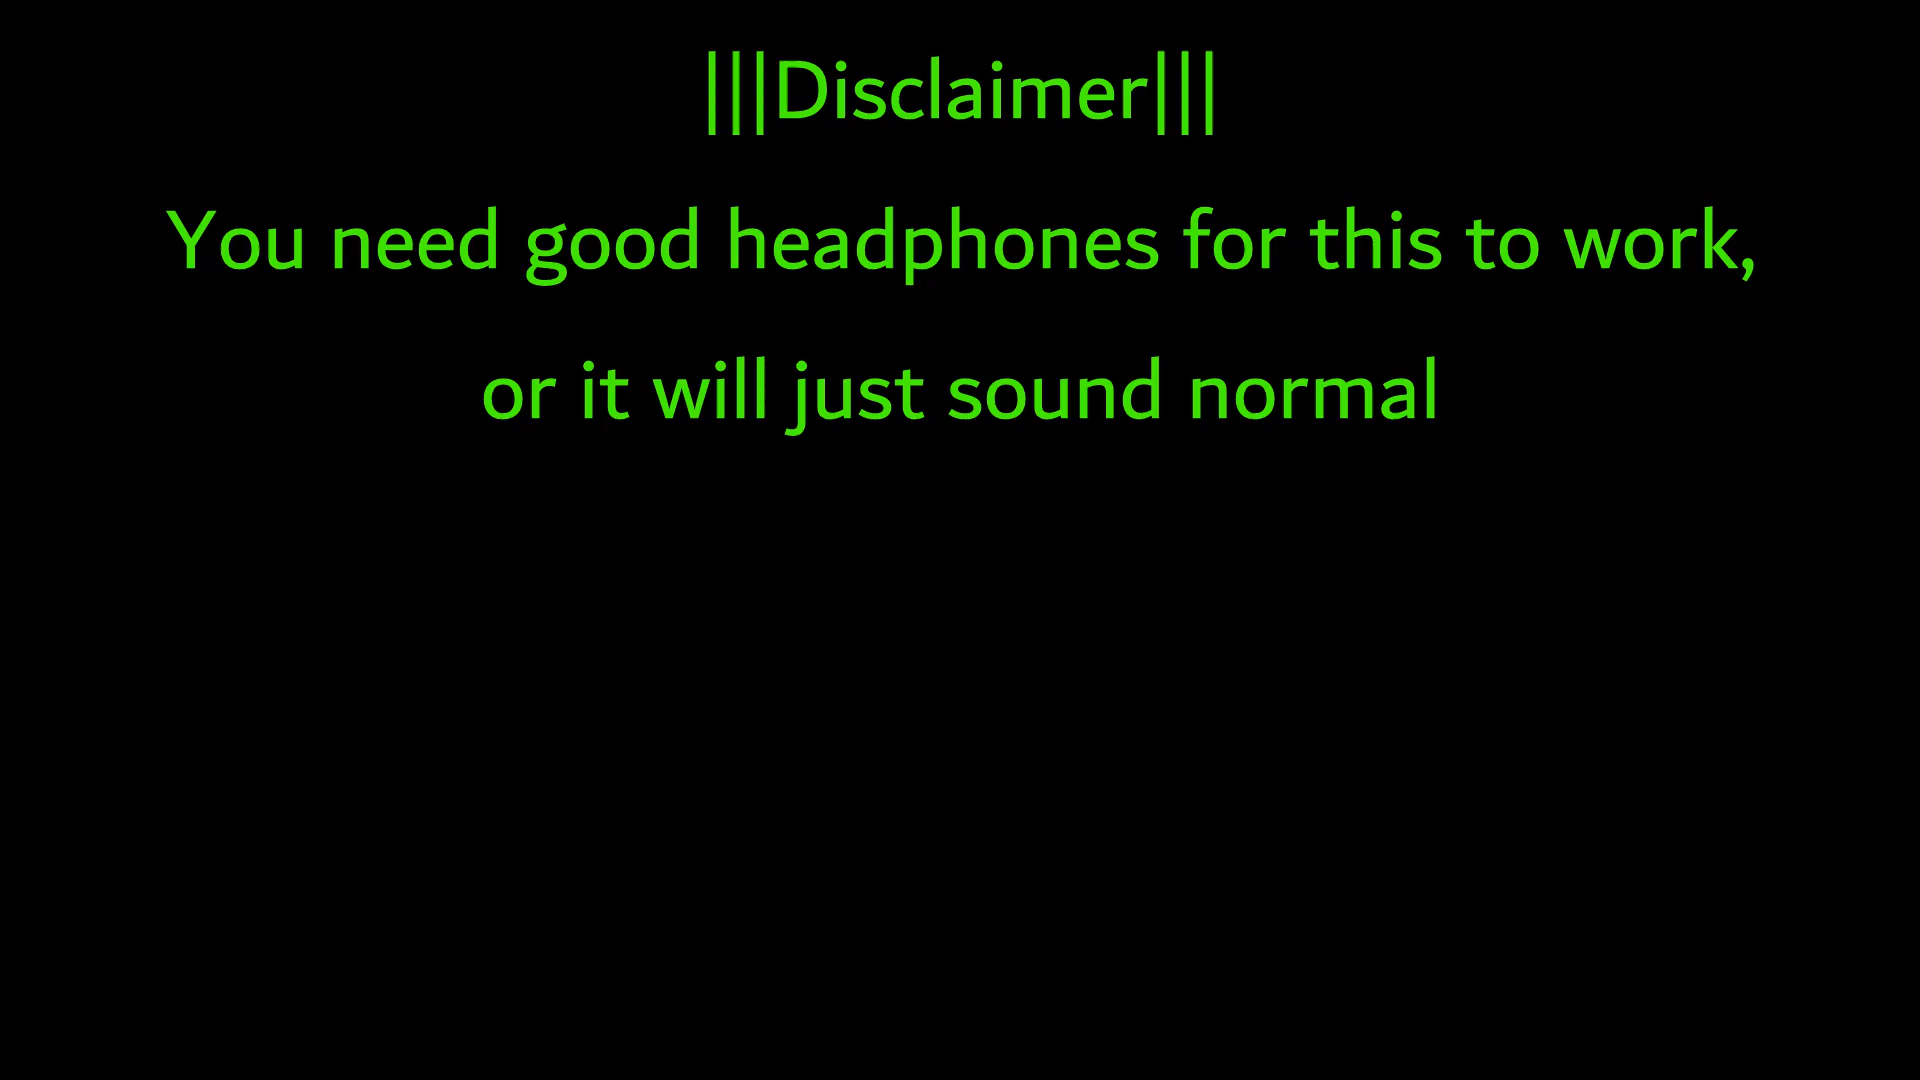 |||Disclaimer|||
You need good headphones for this to work,
or it will just sound normal